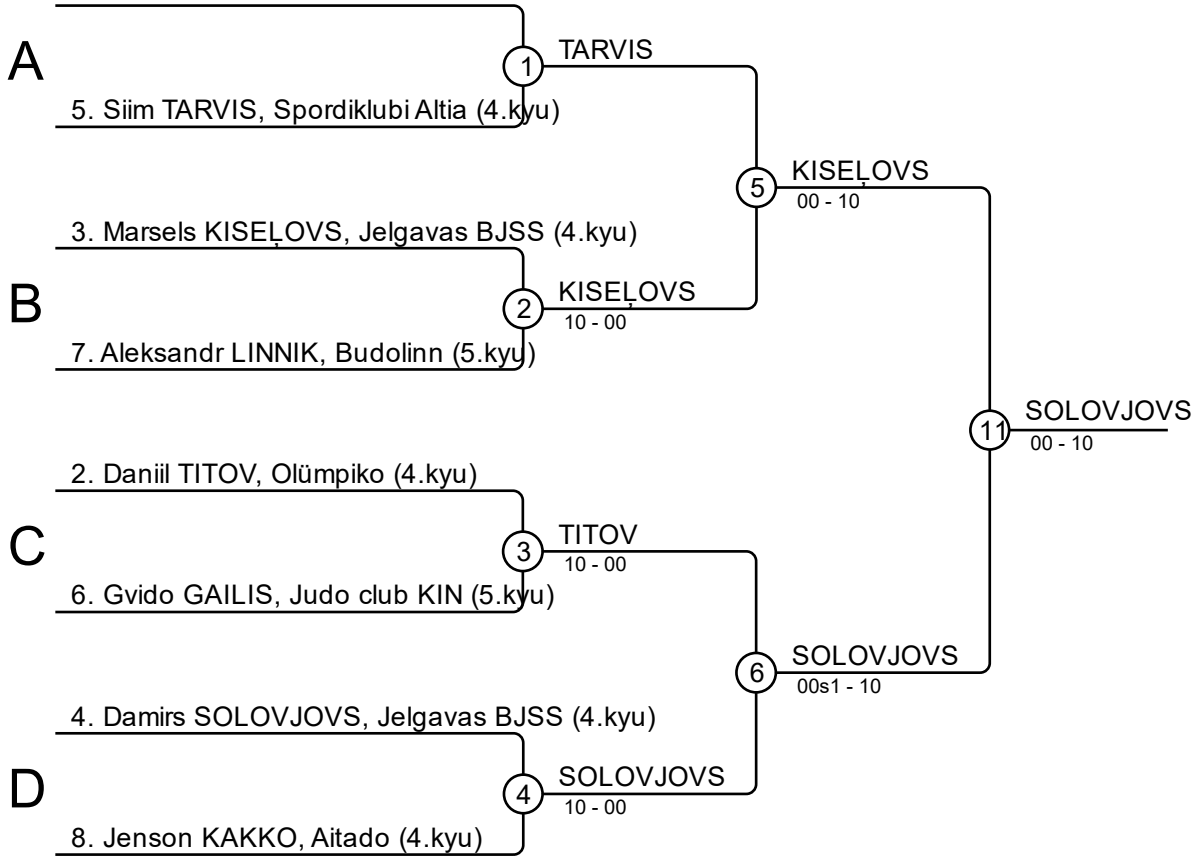 A
1
TARVIS
5. Siim TARVIS, Spordiklubi Altia (4.kyu)
5
KISEĻOVS
00 - 10
3. Marsels KISEĻOVS, Jelgavas BJSS (4.kyu)
B
2
KISEĻOVS
10 - 00
7. Aleksandr LINNIK, Budolinn (5.kyu)
11
SOLOVJOVS
00 - 10
2. Daniil TITOV, Olümpiko (4.kyu)
C
3
TITOV
10 - 00
6. Gvido GAILIS, Judo club KIN (5.kyu)
6
SOLOVJOVS
00s1 - 10
4. Damirs SOLOVJOVS, Jelgavas BJSS (4.kyu)
D
4
SOLOVJOVS
10 - 00
8. Jenson KAKKO, Aitado (4.kyu)